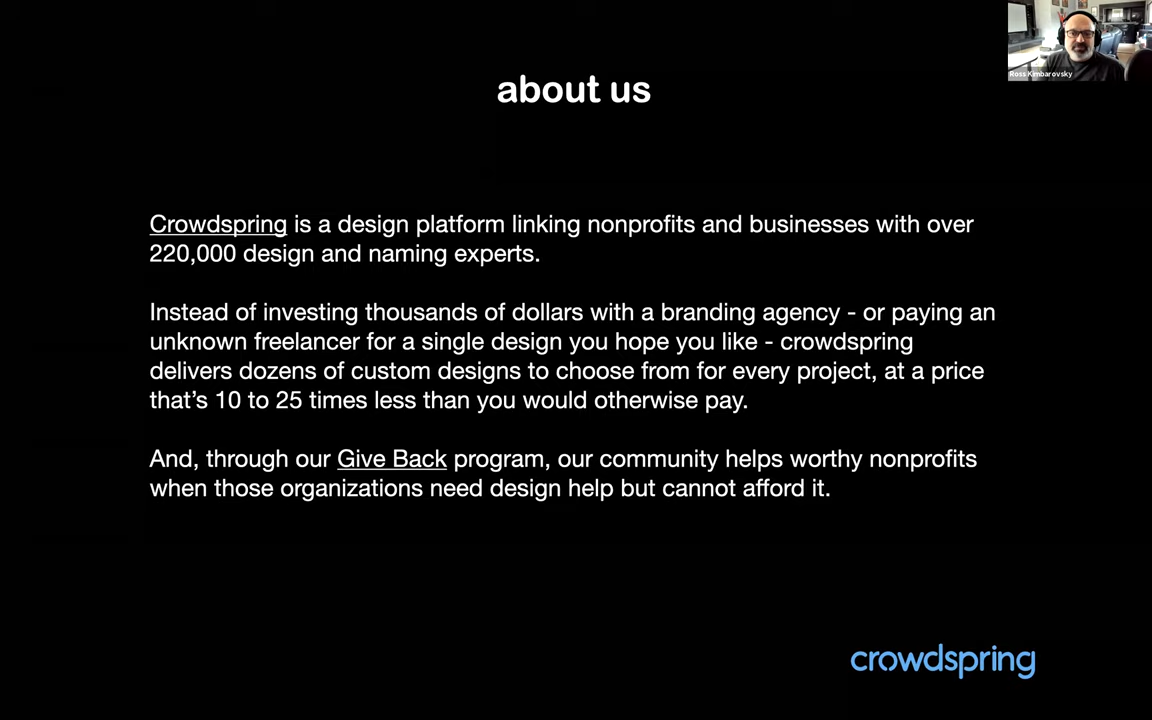 Ross Kimbarovsky
about us
Crowdspring is a design platform linking nonprofits and businesses with over
220,000 design and naming experts.
Instead of investing thousands of dollars with a branding agency - or paying an
unknown freelancer for a single design you hope you like - crowdspring
delivers dozens of custom designs to choose from for every project, at a price
that’s 10 to 25 times less than you would otherwise pay.
And, through our Give Back program, our community helps worthy nonprofits
when those organizations need design help but cannot afford it.
crowdspring